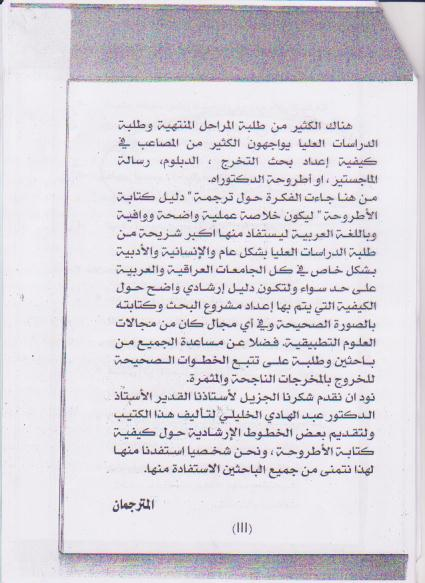 هناك الكثير من طلبة المراحل المنتهية وطلبة
الدراسات العليا يواجهون الكثير من المصاعب في
كيفية إعداد بحث التخرج ، الدبلوم، رسالة
الماجستير ، او أطروحة الدكتوراه.
من هنا جاءت الفكرة حول ترجمة " دليل كتابة
الأطروحة " ليكون خلاصة عملية واضحة ووافية
وباللغة العربية ليستفاد منها اكبر شريحة من
طلبة الدراسات العليا بشكل عام والإنسانية والأدبية
بشكل خاص في كل الجامعات العراقية والعربية
على حد سواء ولتكون دليل إرشادي واضح حول
الكيفية التي يتم بها إعداد مشروع البحث وكتابته
بالصورة الصحيحة وفي أي مجال كان من مجالات
العلوم التطبيقية. فضلا عن مساعدة الجميع من
باحثين وطلبة على تتبع الخطوات الصحيحة
للخروج بالمخرجات الناجحة والمثمرة.
نود ان نقدم شكرنا الجزيل لأستاذنا القدير الأستاذ
الدكتور عبد الهادي الخليلي لتأليف هذا الكتيب
ولتقديم بعض الخطوط الإرشادية حول كيفية
كتابة الأطروحة ، ونحن شخصيا استفدنا منها
لهذا نتمنى من جميع الباحثين الاستفادة منها.
المترجمان
(III)